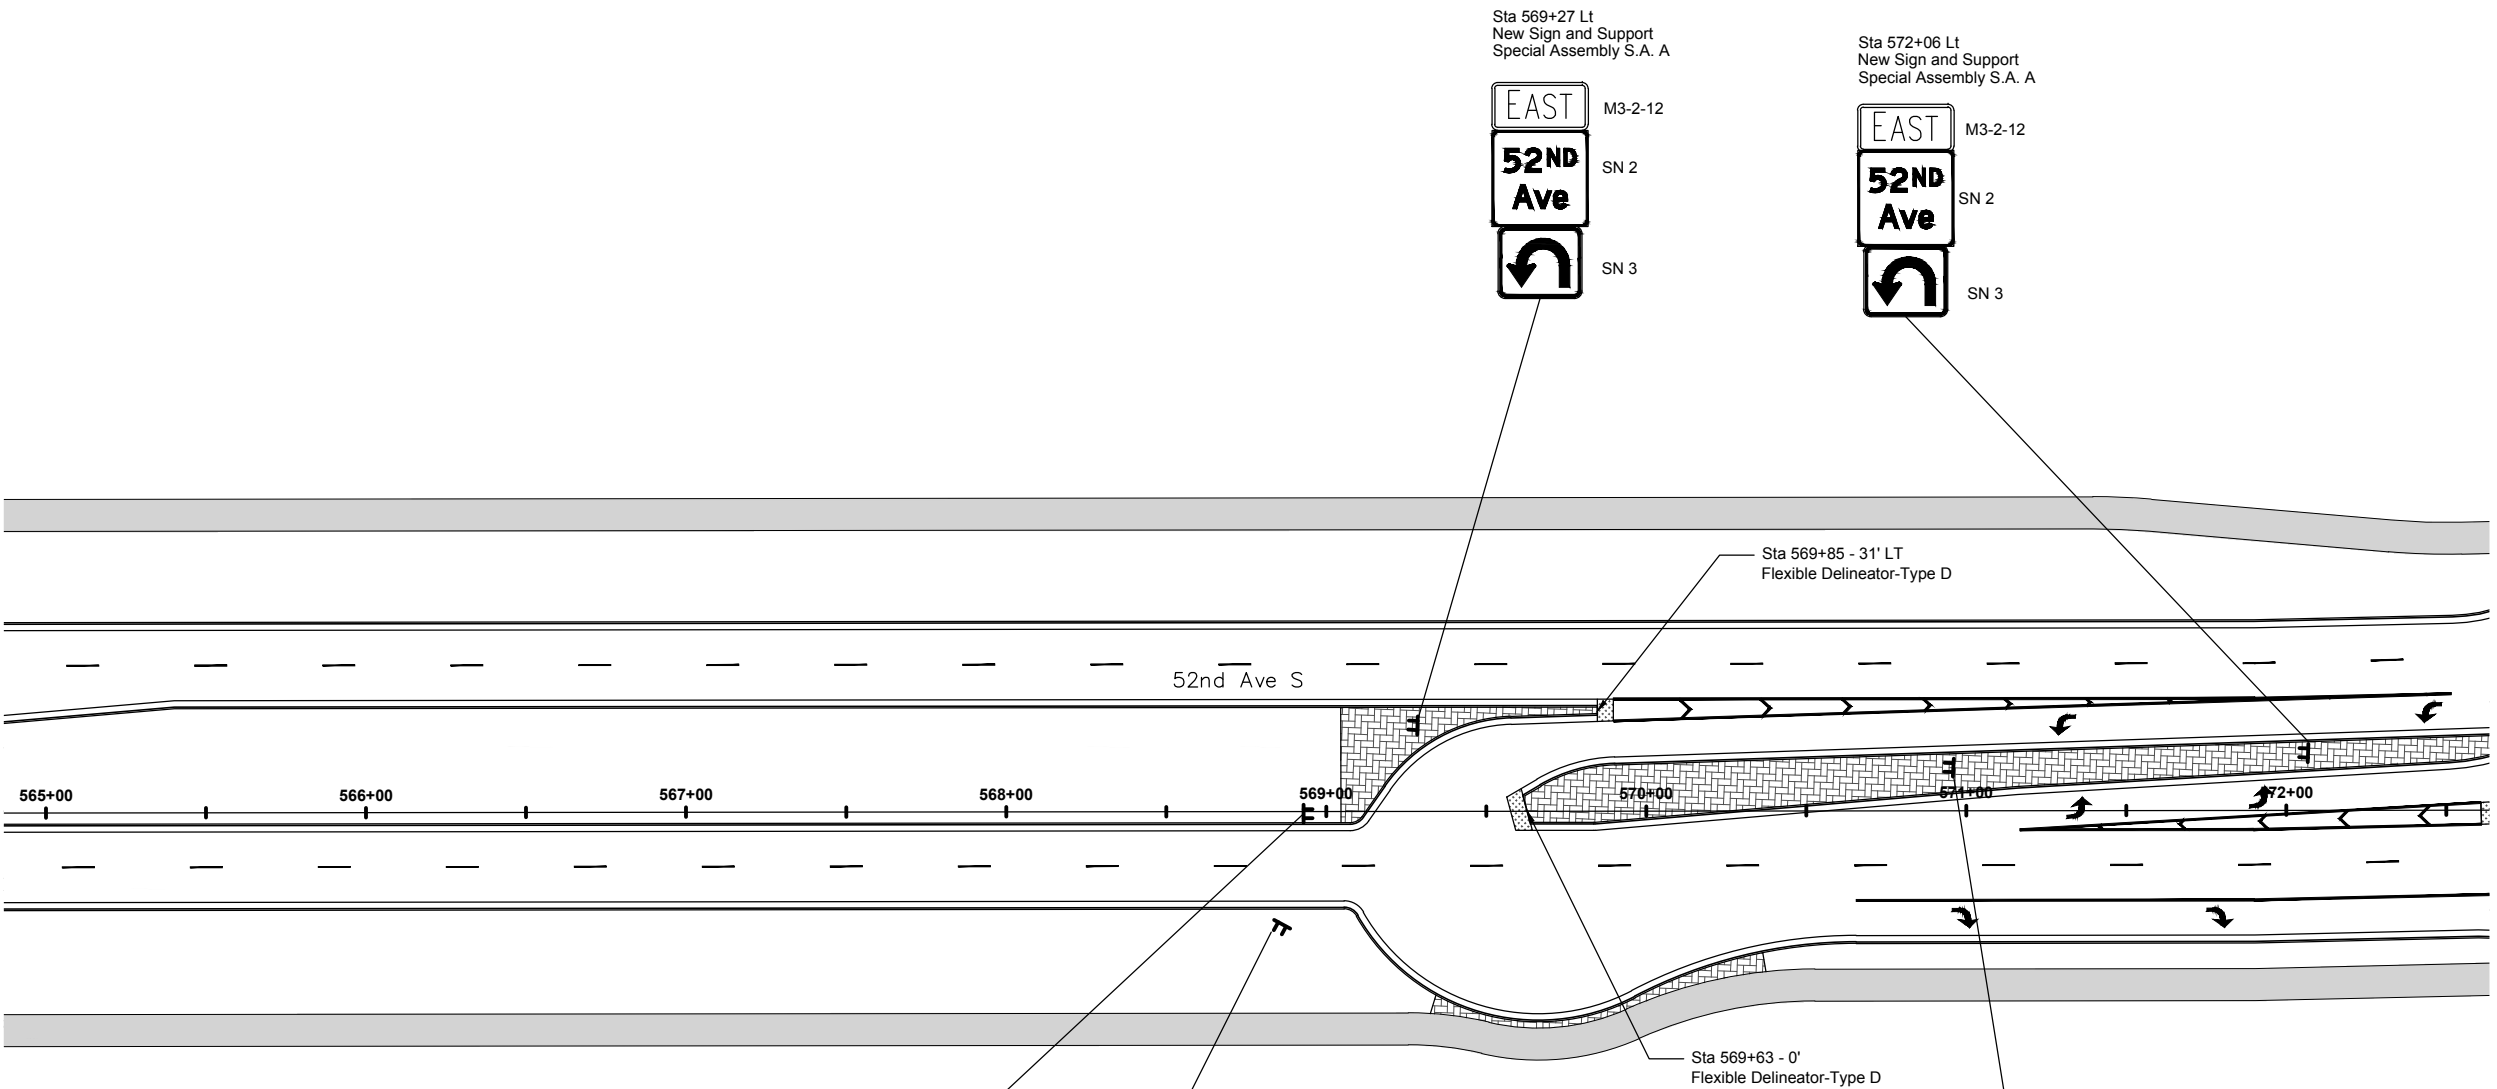 Sta 569+27 Lt
New Sign and Support
Special Assembly S.A. A
EAST
M3-2-12
52ND
Ave
SN 2
SN 3
Sta 572+06 Lt
New Sign and Support
Special Assembly S.A. A
EAST
M3-2-12
52ND
Ave
SN 2
SN 3
Sta 569+85 - 31' LT
Flexible Delineator-Type D
52nd Ave S
565+00
566+00
567+00
568+00
569+00
570+00
571+00
572+00
Sta 569+63 - 0'
Flexible Delineator-Type D